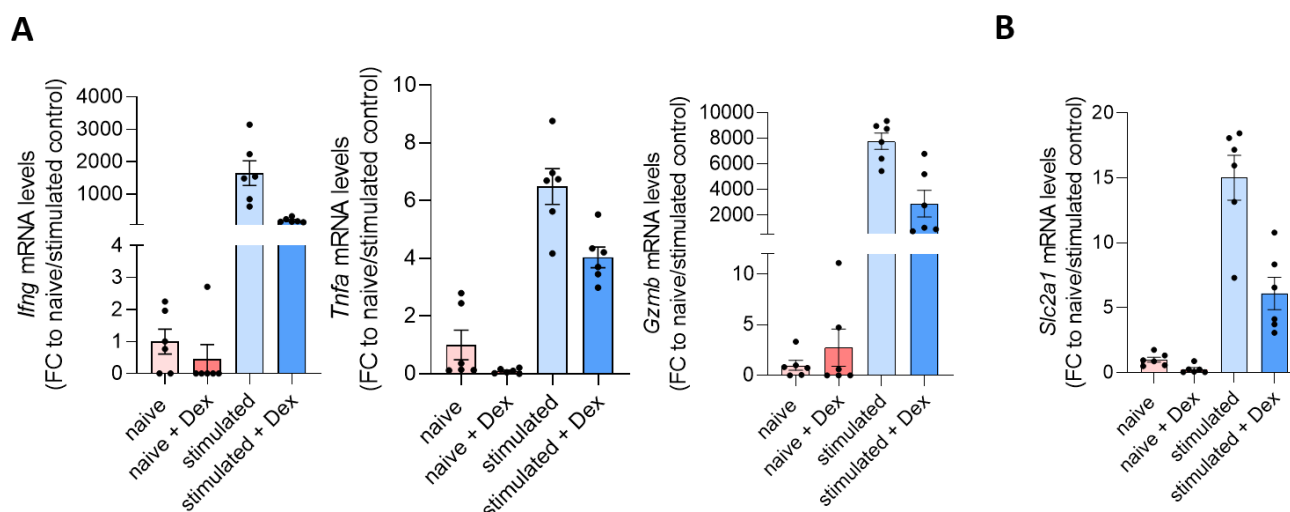 A
Ifng mRNA levels
(FC to naive/stimulated control)
4000
3000
2000
1000
4
3
2
1
0
naive
naive + Dex
stimulated
stimulated + Dex
Tnfa mRNA levels
(FC to naive/stimulated control)
10
8
6
4
2
0
naive
naive + Dex
stimulated
stimulated + Dex
Gzmb mRNA levels
(FC to naive/stimulated control)
10000
8000
6000
4000
2000
10
5
0
naive
naive + Dex
stimulated
stimulated + Dex
B
Slc2a1 mRNA levels
(FC to naive/stimulated control)
20
15
10
5
0
naive
naive + Dex
stimulated
stimulated + Dex